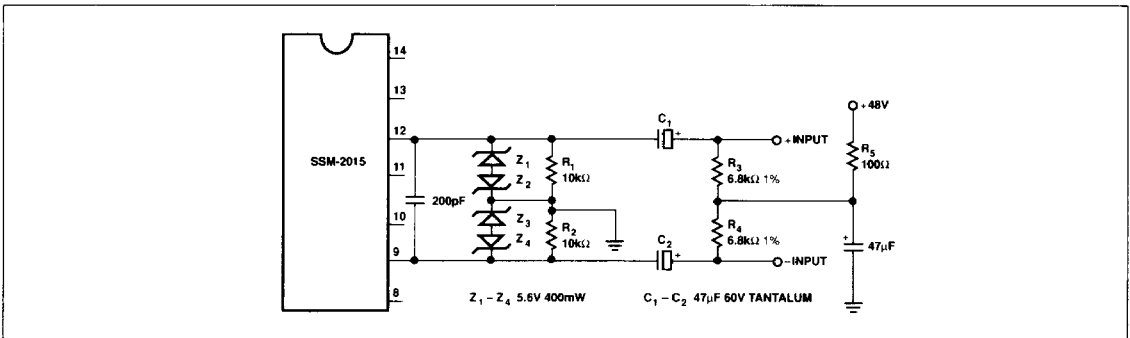 14
13
12
11
10
9
8
SSM-2015
200pF
Z1
Z2
Z3
Z4
R1
10kΩ
R2
10kΩ
C1
+
C2
+
+INPUT
R3
6.8kΩ 1%
R4
6.8kΩ 1%
–INPUT
+48V
R5
100Ω
+
47µF
Z1 – Z4 5.6V 400mW
C1 – C2 47µF 60V TANTALUM